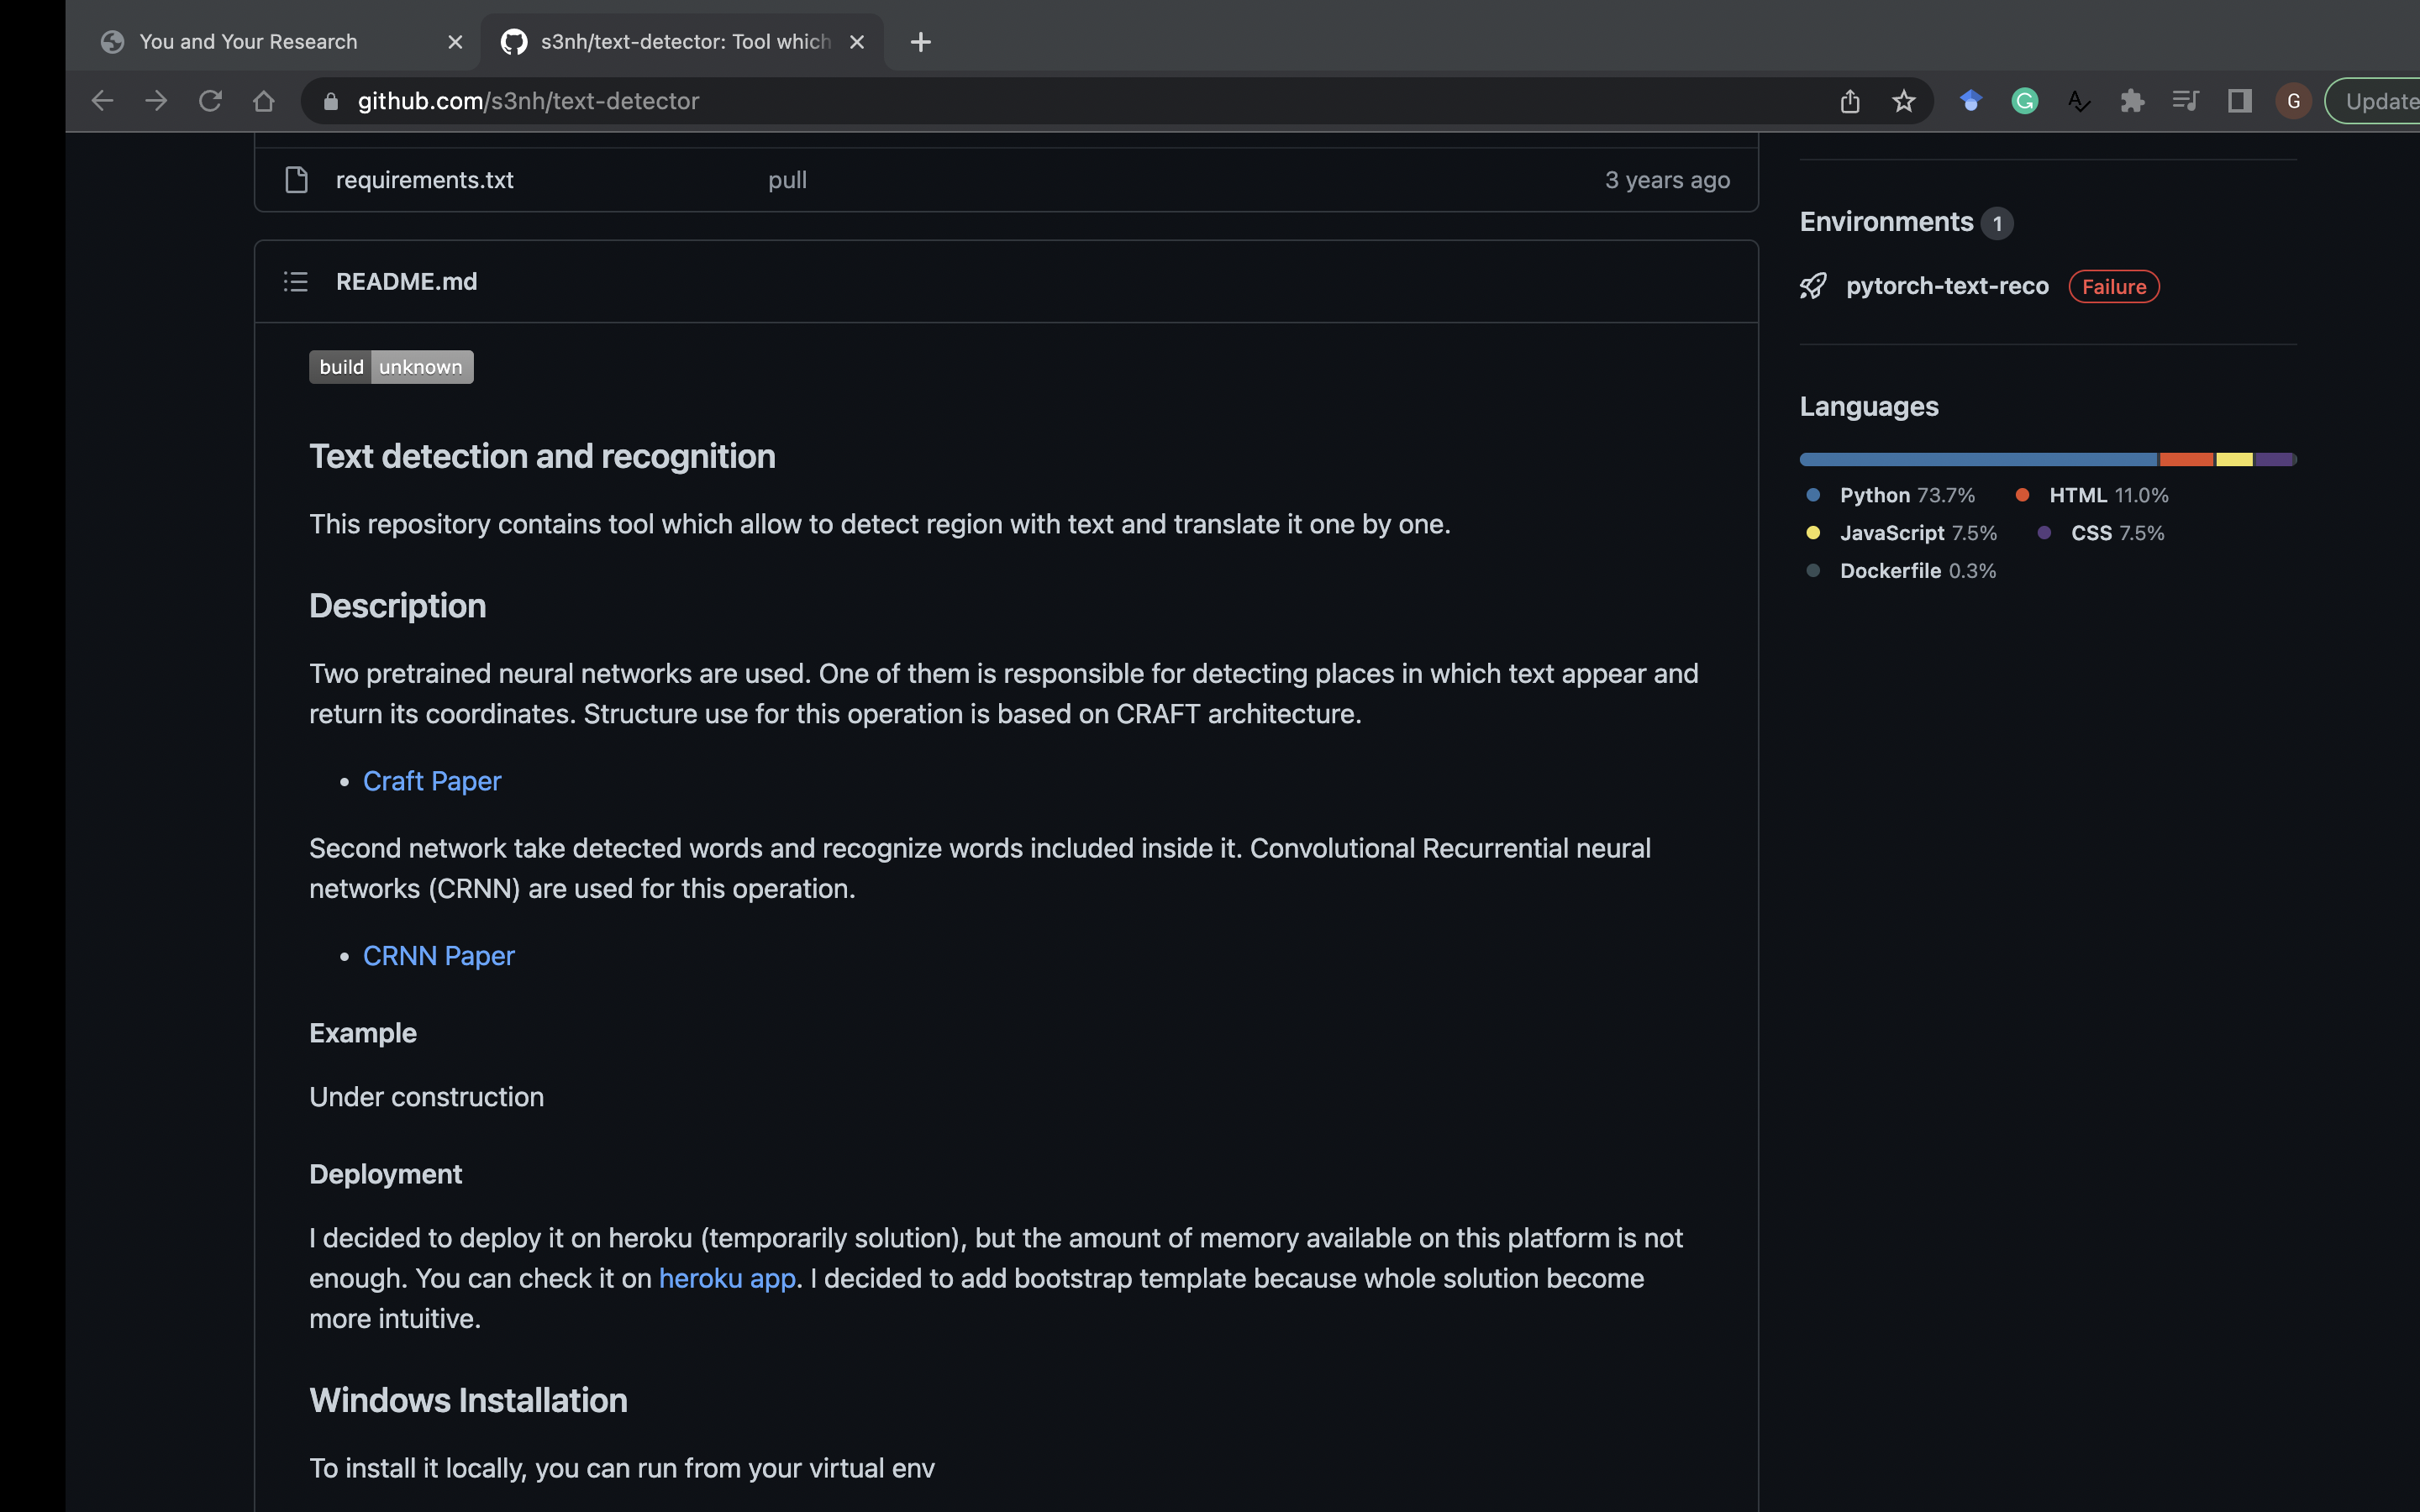 You and Your Research
s3nh/text-detector: Tool which
github.com/s3nh/text-detector
G
Update
requirements.txt pull 3 years ago
README.md
build unknown
Text detection and recognition
This repository contains tool which allow to detect region with text and translate it one by one.
Description
Two pretrained neural networks are used. One of them is responsible for detecting places in which text appear and
return its coordinates. Structure use for this operation is based on CRAFT architecture.
• Craft Paper
Second network take detected words and recognize words included inside it. Convolutional Recurrential neural
networks (CRNN) are used for this operation.
• CRNN Paper
Example
Under construction
Deployment
I decided to deploy it on heroku (temporarily solution), but the amount of memory available on this platform is not
enough. You can check it on heroku app. I decided to add bootstrap template because whole solution become
more intuitive.
Windows Installation
To install it locally, you can run from your virtual env
Environments 1
pytorch-text-reco Failure
Languages
Python 73.7% HTML 11.0%
JavaScript 7.5% CSS 7.5%
Dockerfile 0.3%